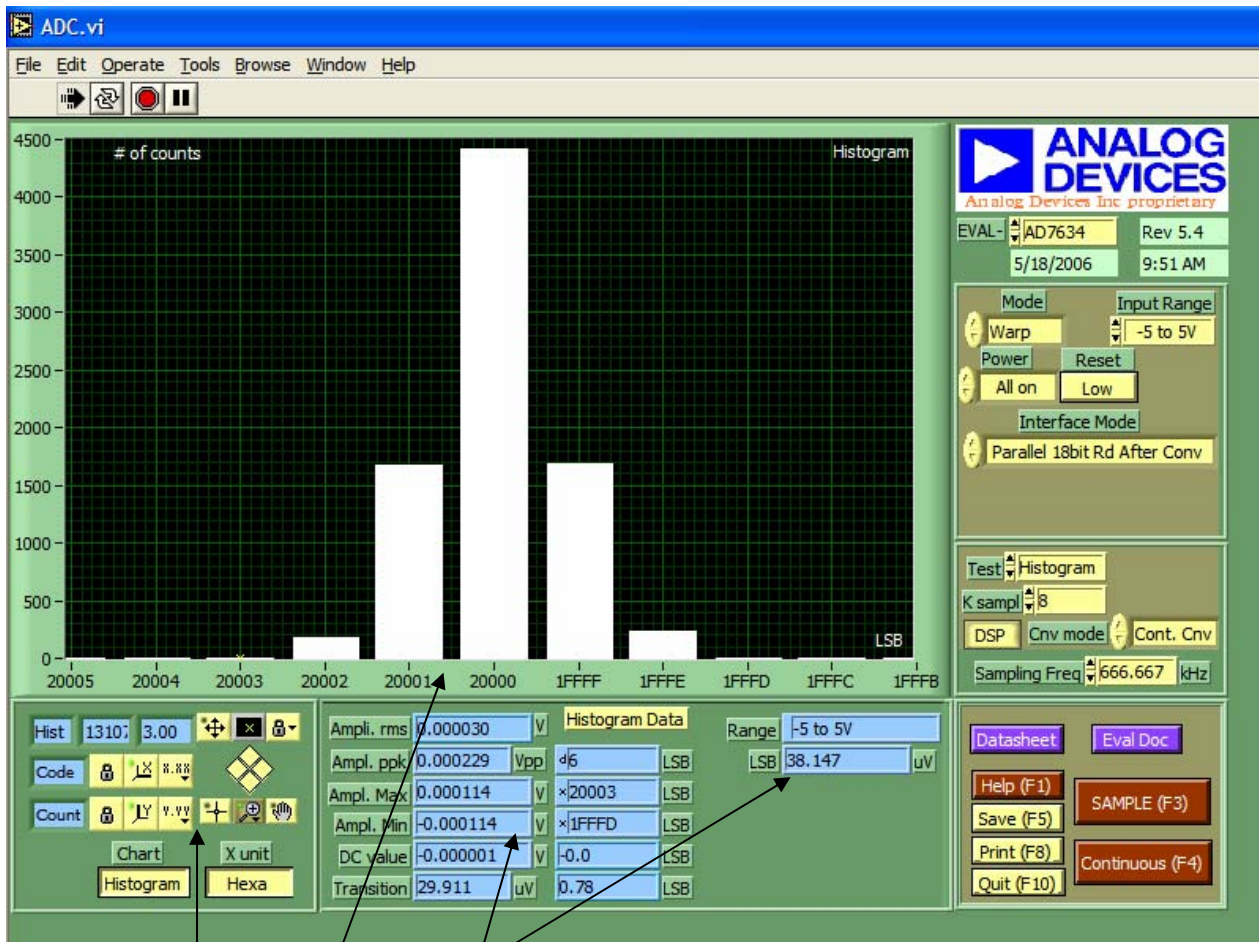 ADC.vi
File Edit Operate Tools Browse Window Help
# of counts
Histogram
4500
4000
3500
3000
2500
2000
1500
1000
500
0
LSB
20005 20004 20003 20002 20001 20000 1FFFF 1FFFE 1FFFD 1FFFC 1FFFB
ANALOG
DEVICES
Analog Devices Inc proprietary
EVAL- AD7634 Rev 5.4
5/18/2006 9:51 AM
Mode Input Range
Warp -5 to 5V
Power Reset
All on Low
Interface Mode
Parallel 18bit Rd After Conv
Test Histogram
K sampl 8
DSP Cnv mode Cont. Cnv
Sampling Freq 666.667 kHz
Hist 13107 3.00
Code X X.XX
Count Y Y.YY
Chart X unit
Histogram Hexa
Histogram Data
Ampli. rms 0.000030 V
Ampl. ppk 0.000229 Vpp d6 LSB
Ampl. Max 0.000114 V x20003 LSB
Ampl. Min -0.000114 V x1FFFD LSB
DC value -0.000001 V -0.0 LSB
Transition 29.911 uV 0.78 LSB
Range -5 to 5V
LSB 38.147 uV
Datasheet Eval Doc
Help (F1)
SAMPLE (F3)
Save (F5)
Print (F8)
Continuous (F4)
Quit (F10)